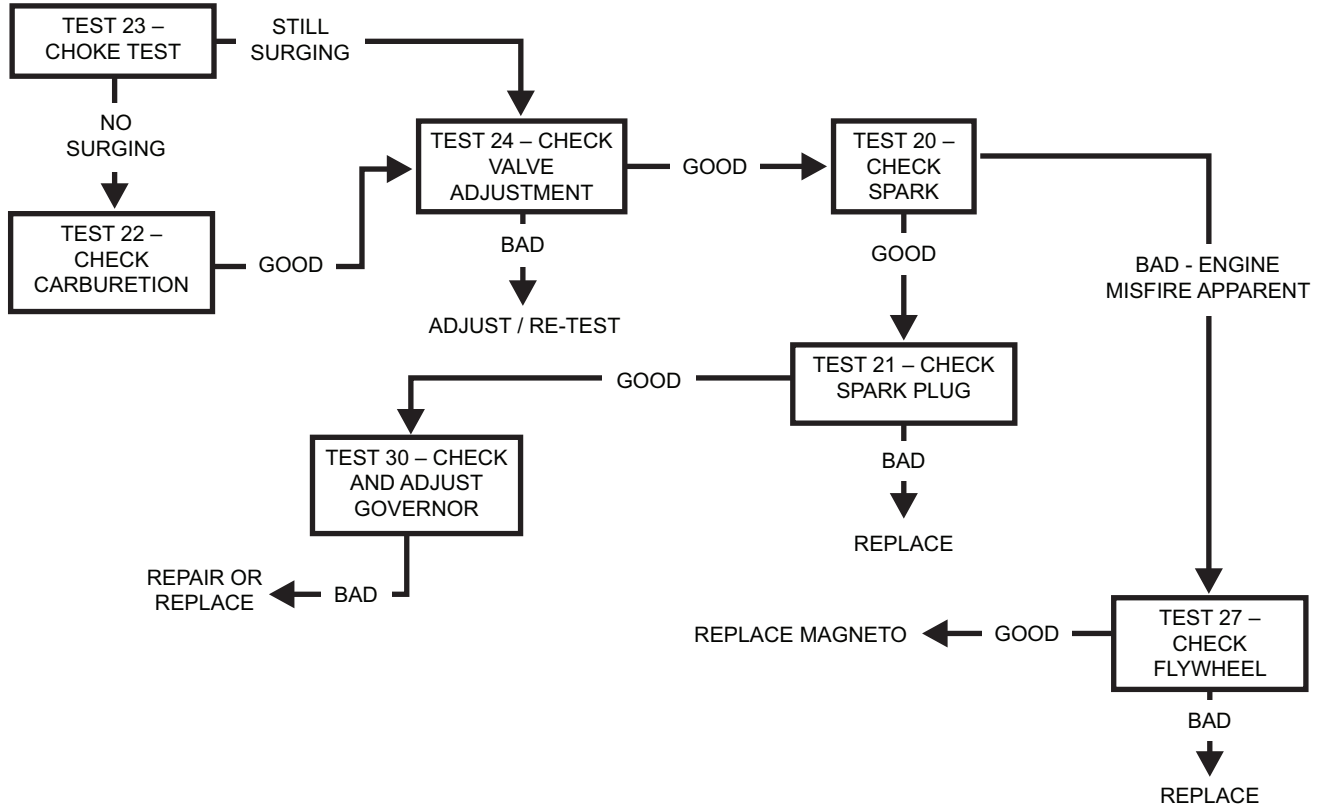 TEST 23 –
CHOKE TEST
STILL
SURGING
NO
SURGING
TEST 22 –
CHECK
CARBURETION
GOOD
TEST 24 – CHECK
VALVE
ADJUSTMENT
GOOD
BAD
ADJUST / RE-TEST
TEST 20 –
CHECK
SPARK
GOOD
BAD - ENGINE
MISFIRE APPARENT
TEST 21 – CHECK
SPARK PLUG
GOOD
BAD
REPLACE
TEST 30 – CHECK
AND ADJUST
GOVERNOR
BAD
REPAIR OR
REPLACE
TEST 27 –
CHECK
FLYWHEEL
GOOD
REPLACE MAGNETO
BAD
REPLACE